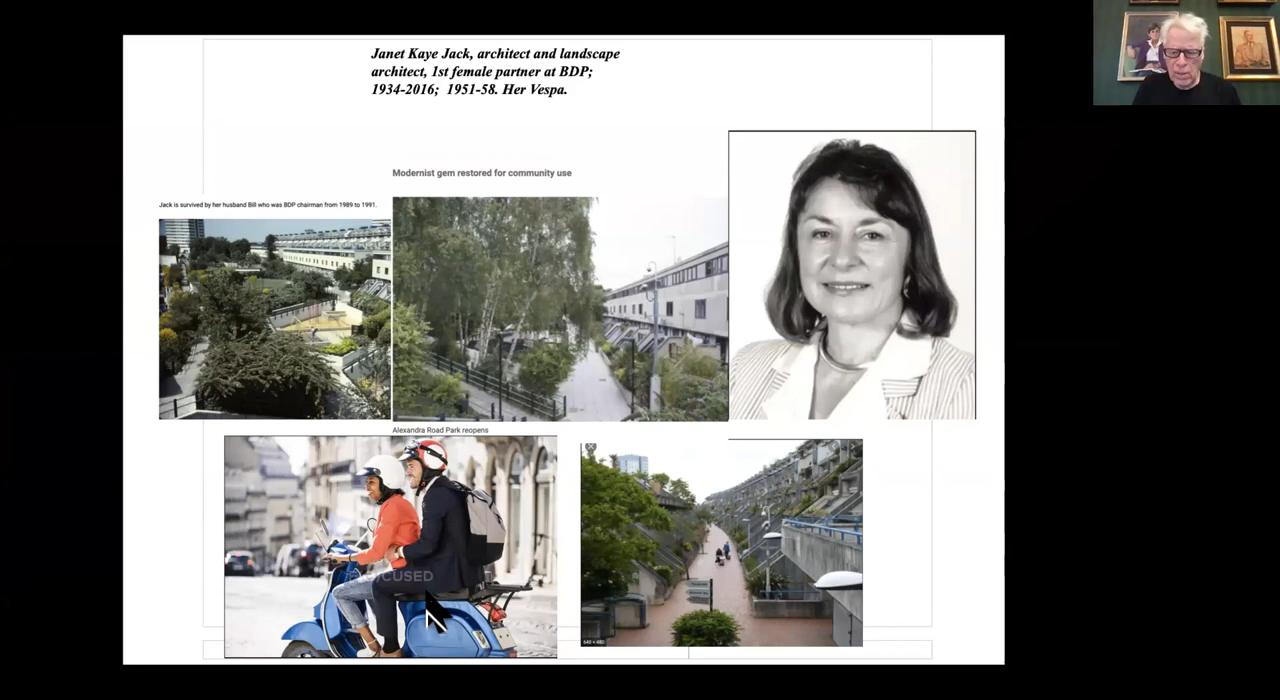 Janet Kaye Jack, architect and landscape
architect, 1st female partner at BDP;
1934-2016;  1951-58. Her Vespa.
Modernist gem restored for community use
Jack is survived by her husband Bill who was BDP chairman from 1989 to 1991.
Alexandra Road Park reopens
640 × 480